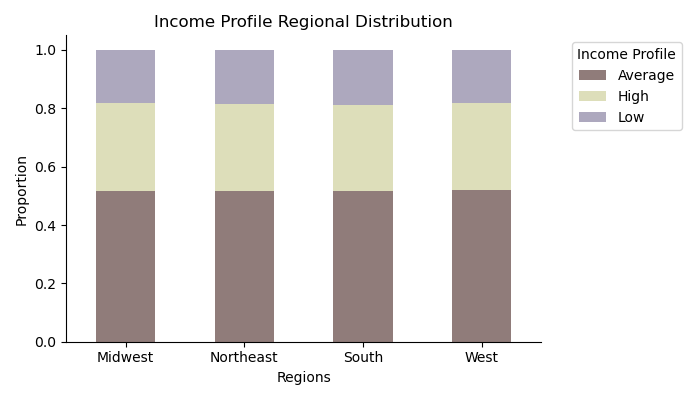 Income Profile Regional Distribution
Income Profile
Average
High
Low
1.0
0.8
0.6
0.4
0.2
0.0
Proportion
Midwest Northeast South West
Regions